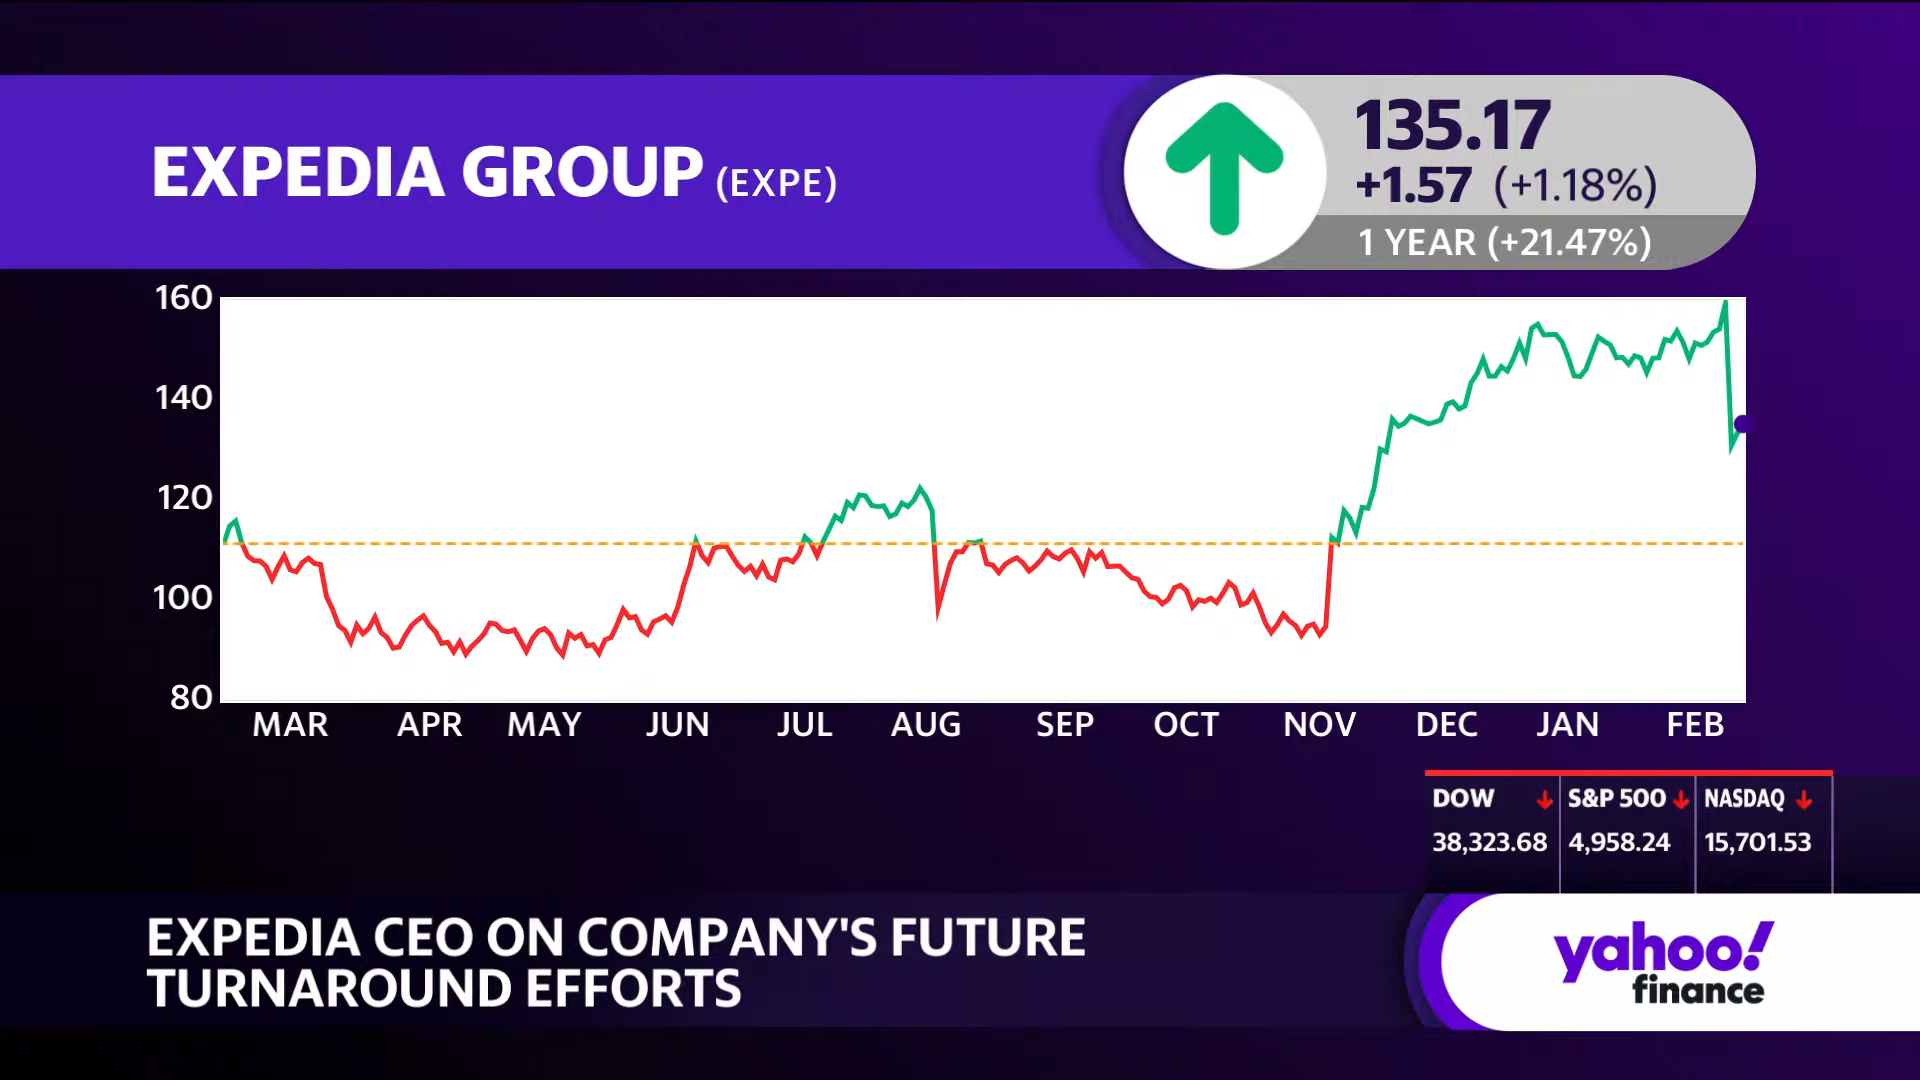 EXPEDIA GROUP (EXPE)
135.17
+1.57 (+1.18%)
1 YEAR (+21.47%)
160
140
120
100
80
MAR APR MAY JUN JUL AUG SEP OCT NOV DEC JAN FEB
DOW S&P 500 NASDAQ
38,323.68 4,958.24 15,701.53
EXPEDIA CEO ON COMPANY'S FUTURE
TURNAROUND EFFORTS
yahoo!
finance